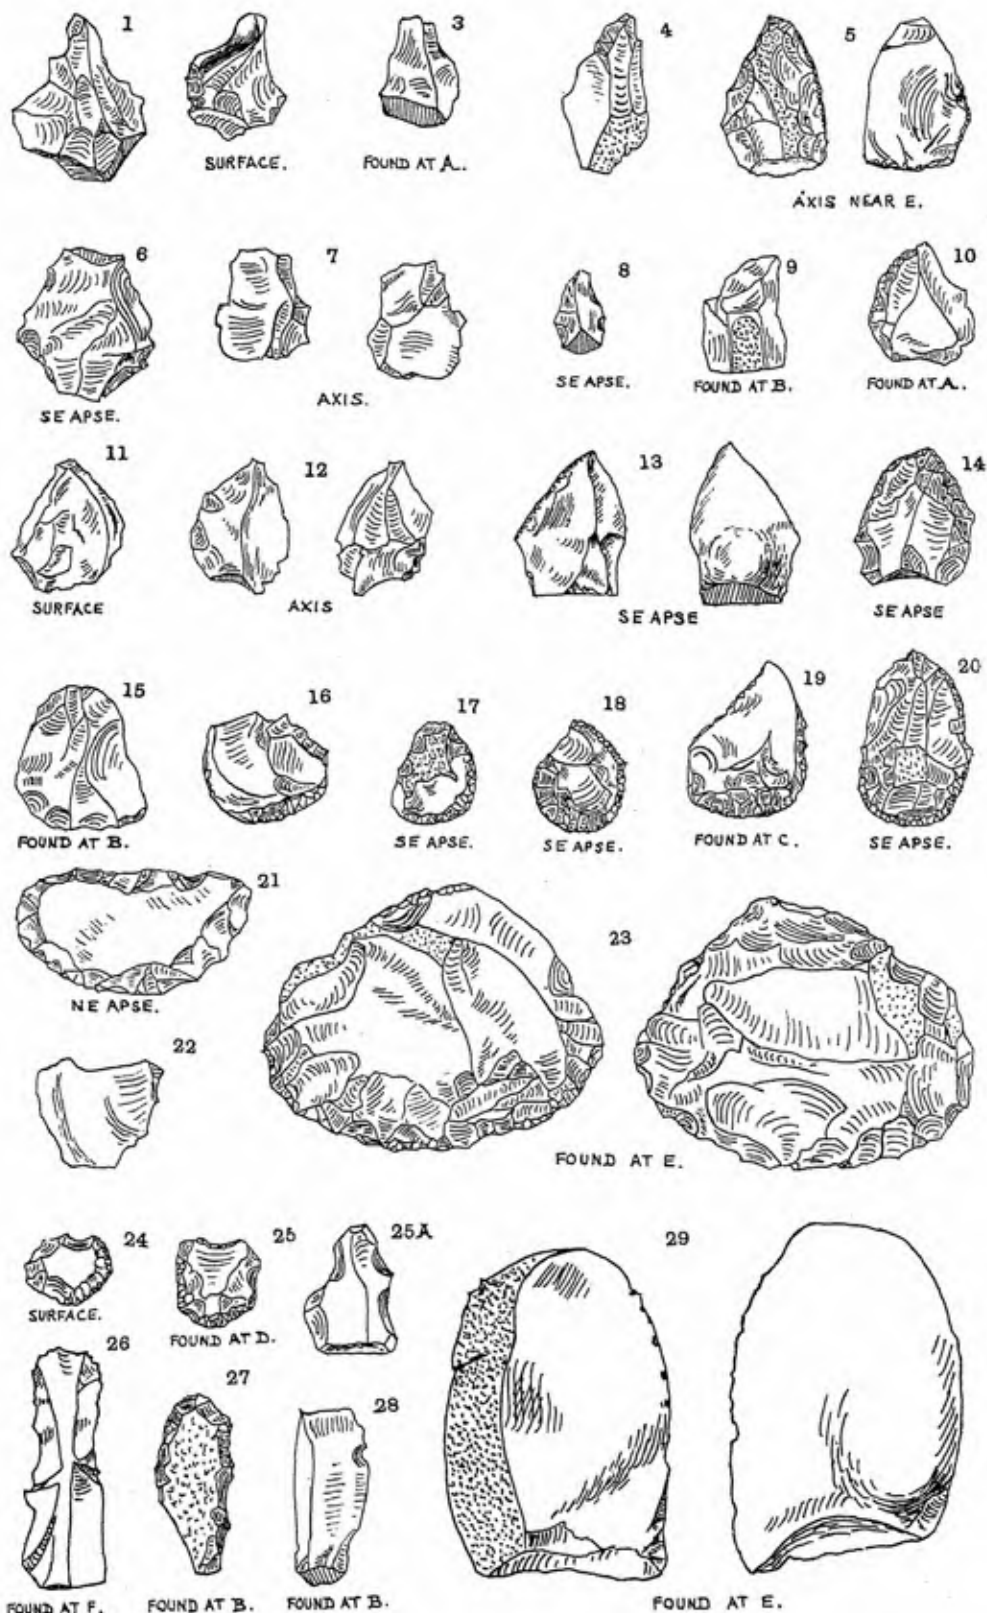 1
3
4
5
SURFACE.
FOUND AT A.
AXIS NEAR E.
6
7
8
9
10
SE APSE.
AXIS.
SE APSE.
FOUND AT B.
FOUND AT A.
11
12
13
14
SURFACE
AXIS
SE APSE
SE APSE
15
16
17
18
19
20
FOUND AT B.
SE APSE.
SE APSE.
FOUND AT C.
SE APSE.
21
NE APSE.
22
23
FOUND AT E.
24
25
25A
SURFACE.
FOUND AT D.
26
27
28
29
FOUND AT F.
FOUND AT B.
FOUND AT B.
FOUND AT E.